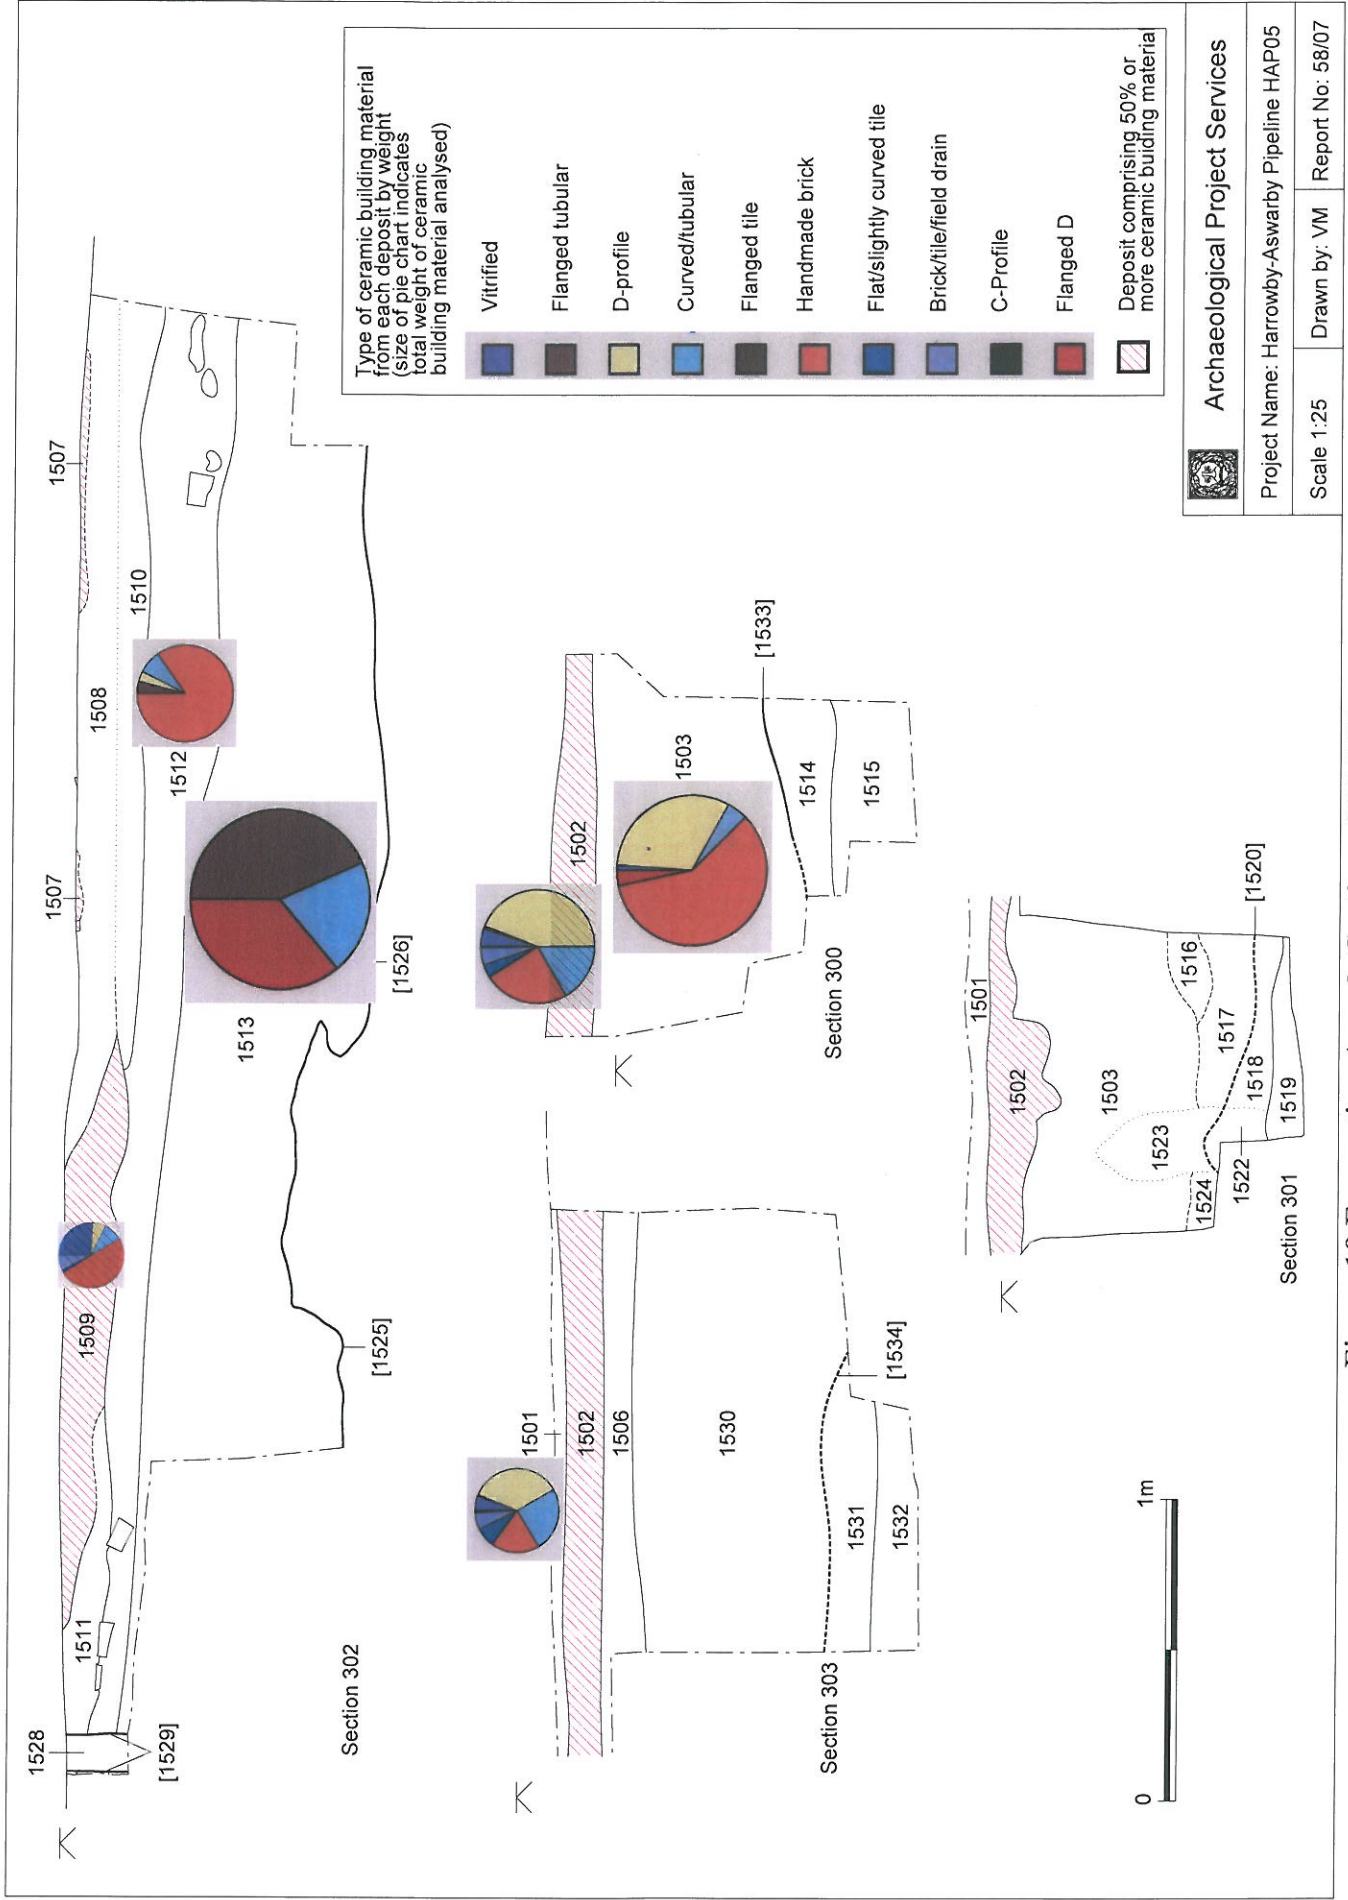 1528
[1529]
1511
1509
1513
1507
1508
1512
1510
1507
[1525]
[1526]
Section 302
Type of ceramic building material
from each deposit by weight
(size of pie chart indicates
total weight of ceramic
building material analysed)
Vitrified
Flanged tubular
D-profile
Curved/tubular
Flanged tile
Handmade brick
Flat/slightly curved tile
Brick/tile/field drain
C-Profile
Flanged D
Deposit comprising 50% or
more ceramic buiding material
1501
1502
1506
1530
1531
1532
[1534]
Section 303
1502
1503
[1533]
1514
1515
Section 300
1501
1502
1503
1516
1517
1518
1519
[1520]
1523
1524
1522
Section 301
0
1m
Archaeological Project Services
Project Name: Harrowby-Aswarby Pipeline HAP05
Scale 1:25
Drawn by: VM
Report No: 58/07